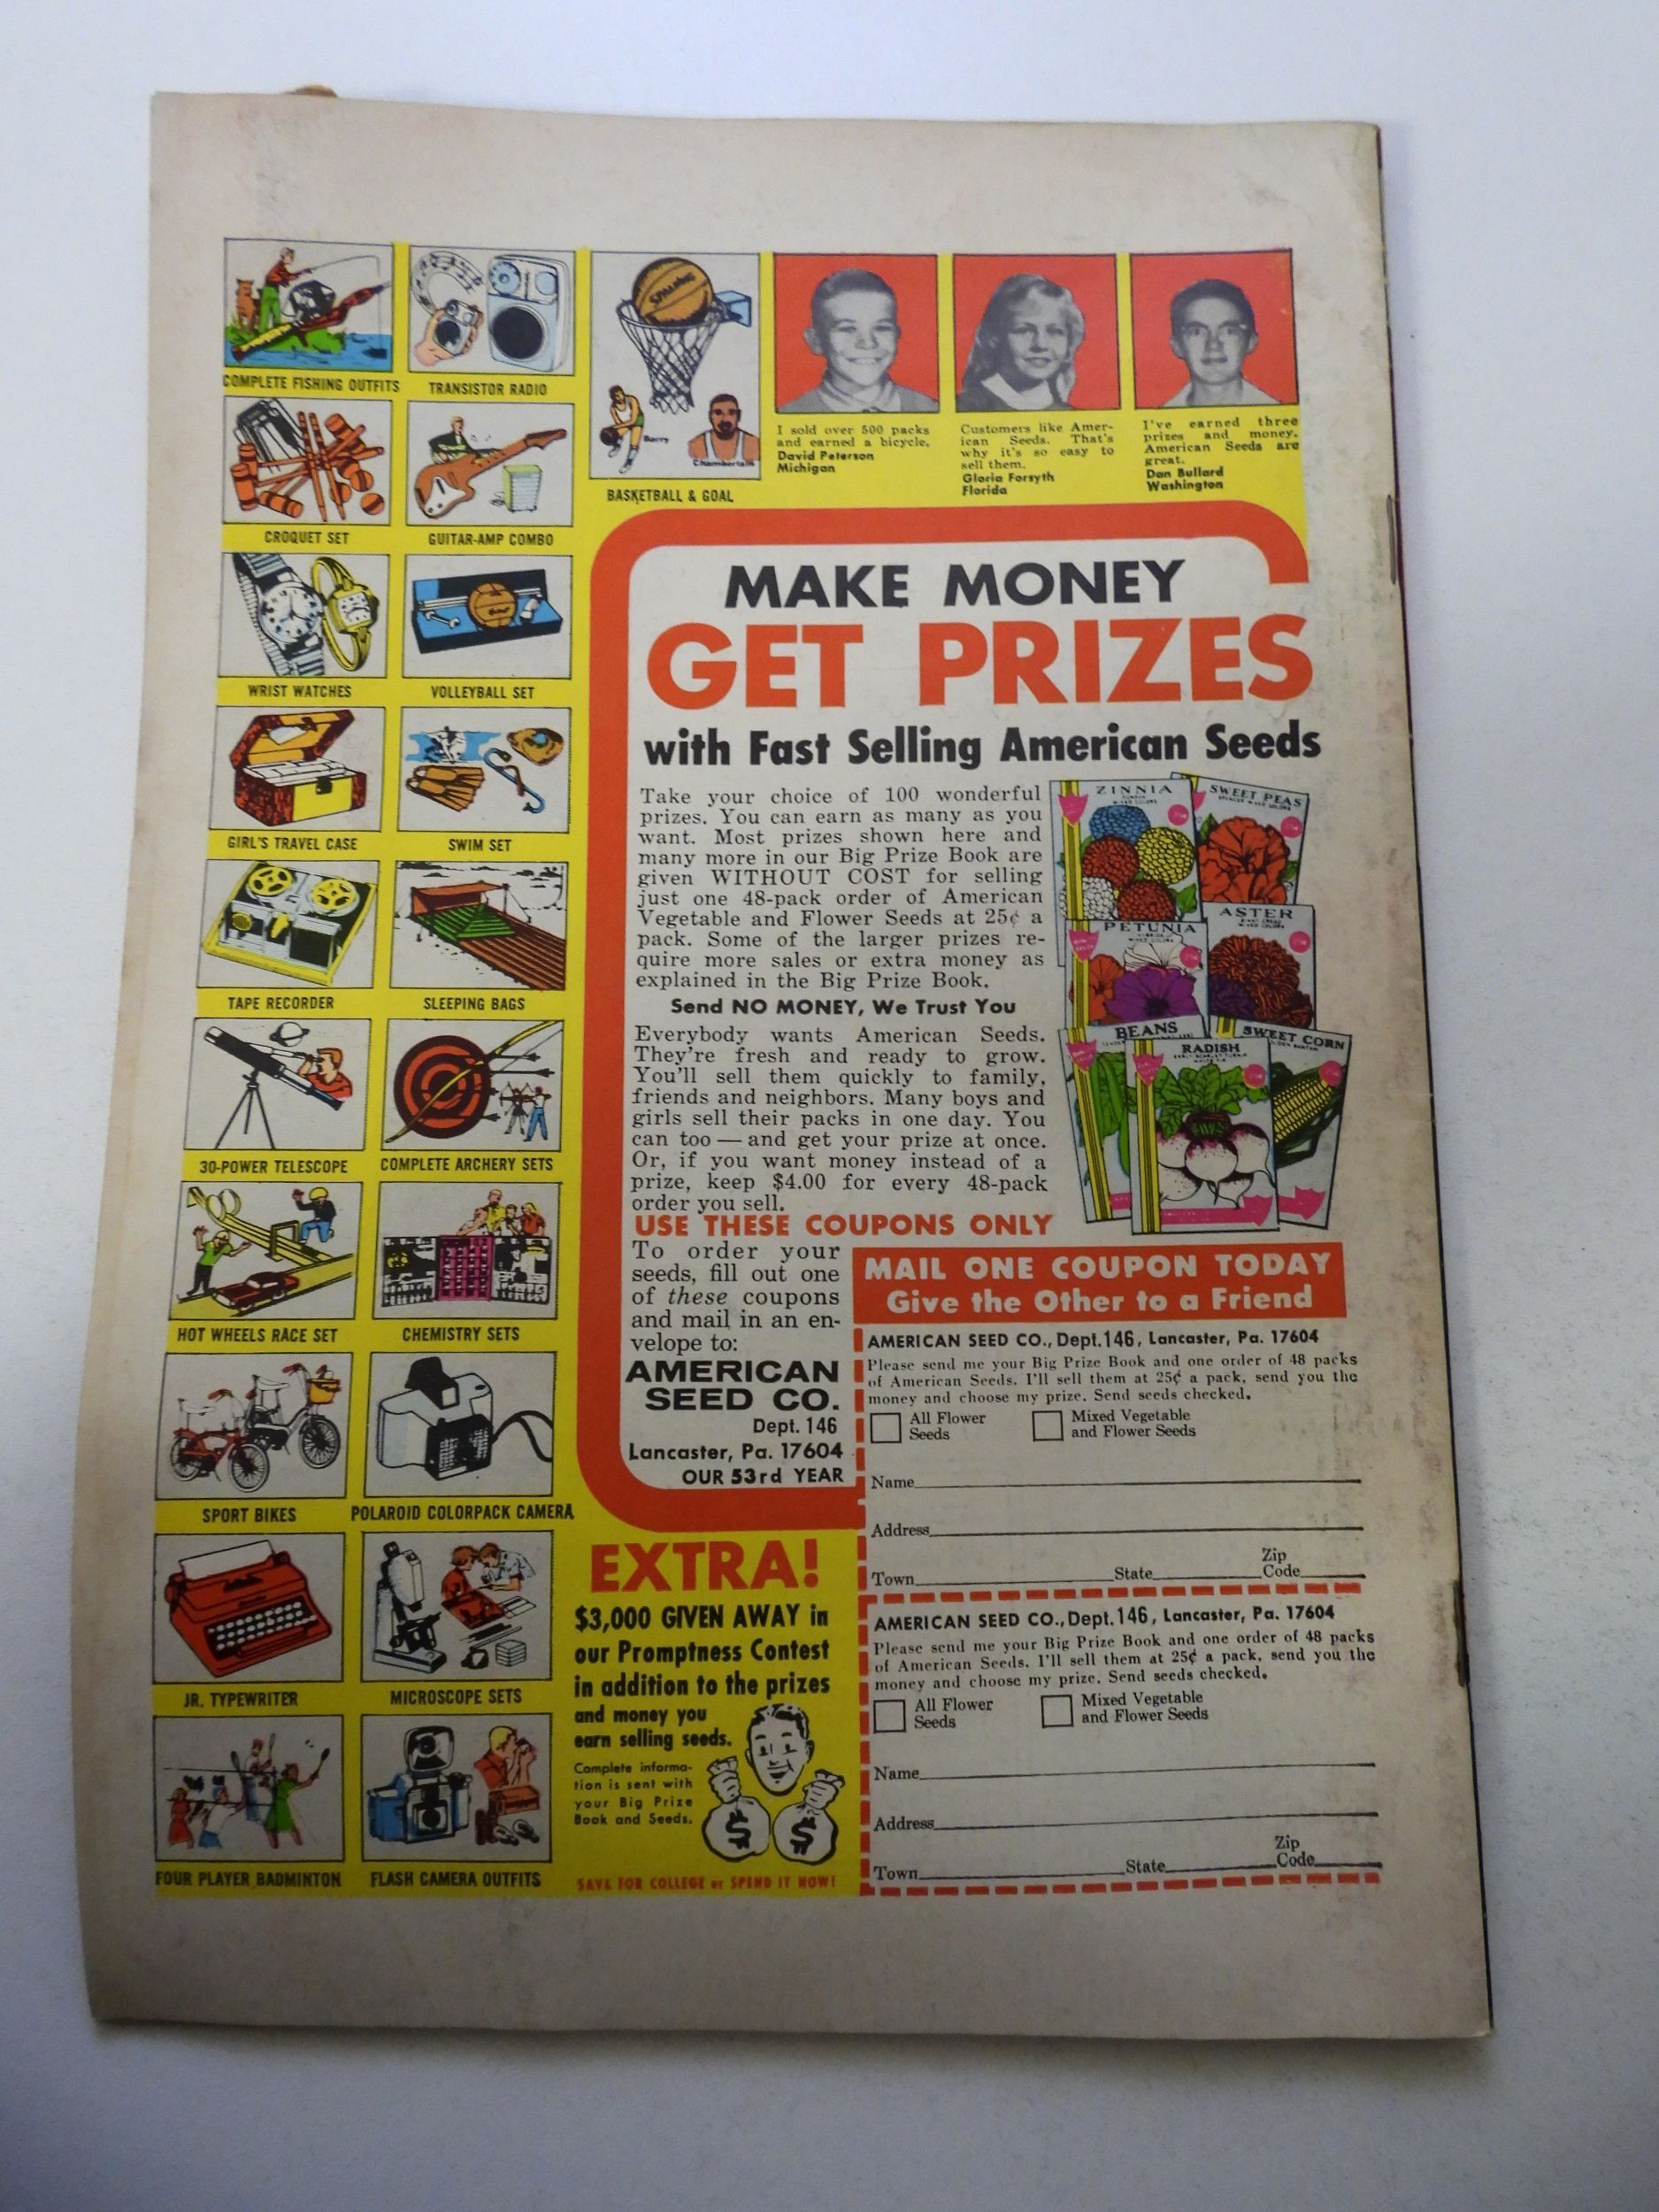 COMPLETE FISHING OUTFITS
TRANSISTOR RADIO
SPALDING
Barry
Chamberlain
BASKETBALL & GOAL
I sold over 500 packs
and earned a bicycle.
David Peterson
Michigan
Customers like Amer-
ican Seeds. That's
why it's so easy to
sell them.
Gloria Forsyth
Florida
I've earned three
prizes and money.
American Seeds are
great.
Dan Bullard
Washington
CROQUET SET
GUITAR-AMP COMBO
WRIST WATCHES
VOLLEYBALL SET
GIRL'S TRAVEL CASE
SWIM SET
TAPE RECORDER
SLEEPING BAGS
30-POWER TELESCOPE
COMPLETE ARCHERY SETS
HOT WHEELS RACE SET
CHEMISTRY SETS
SPORT BIKES
POLAROID COLORPACK CAMERA
JR. TYPEWRITER
MICROSCOPE SETS
FOUR PLAYER BADMINTON
FLASH CAMERA OUTFITS
MAKE MONEY
GET PRIZES
with Fast Selling American Seeds
Take your choice of 100 wonderful
prizes. You can earn as many as you
want. Most prizes shown here and
many more in our Big Prize Book are
given WITHOUT COST for selling
just one 48-pack order of American
Vegetable and Flower Seeds at 25¢ a
pack. Some of the larger prizes re-
quire more sales or extra money as
explained in the Big Prize Book.
Send NO MONEY, We Trust You
Everybody wants American Seeds.
They're fresh and ready to grow.
You'll sell them quickly to family,
friends and neighbors. Many boys and
girls sell their packs in one day. You
can too — and get your prize at once.
Or, if you want money instead of a
prize, keep $4.00 for every 48-pack
order you sell.
ZINNIA
SWEET PEAS
PETUNIA
ASTER
BEANS
RADISH
SWEET CORN
USE THESE COUPONS ONLY
To order your
seeds, fill out one
of these coupons
and mail in an en-
velope to:
AMERICAN
SEED CO.
Dept. 146
Lancaster, Pa. 17604
OUR 53rd YEAR
MAIL ONE COUPON TODAY
Give the Other to a Friend
AMERICAN SEED CO., Dept. 146, Lancaster, Pa. 17604
Please send me your Big Prize Book and one order of 48 packs
of American Seeds. I'll sell them at 25¢ a pack, send you the
money and choose my prize. Send seeds checked.
All Flower
Seeds
Mixed Vegetable
and Flower Seeds
Name
Address
Town State Zip
Code
AMERICAN SEED CO., Dept. 146, Lancaster, Pa. 17604
Please send me your Big Prize Book and one order of 48 packs
of American Seeds. I'll sell them at 25¢ a pack, send you the
money and choose my prize. Send seeds checked.
All Flower
Seeds
Mixed Vegetable
and Flower Seeds
Name
Address
Town State Zip
Code
EXTRA!
$3,000 GIVEN AWAY in
our Promptness Contest
in addition to the prizes
and money you
earn selling seeds.
Complete informa-
tion is sent with
your Big Prize
Book and Seeds.
$ $
SAVE FOR COLLEGE or SPEND IT NOW!